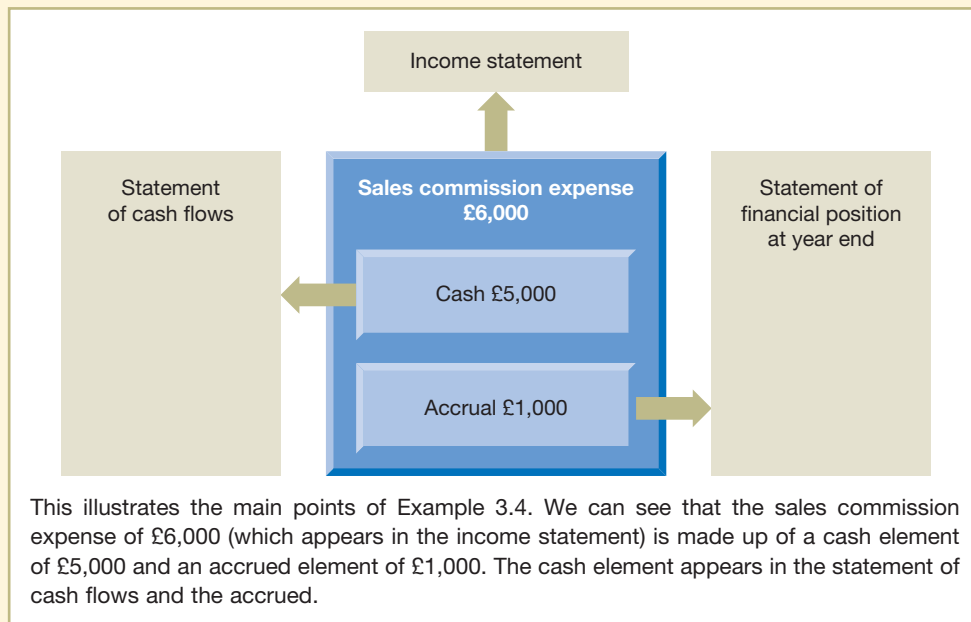 Income statement
Statement
of cash flows
Sales commission expense
£6,000
Cash £5,000
Accrual £1,000
Statement of
financial position
at year end
This illustrates the main points of Example 3.4. We can see that the sales commission
expense of £6,000 (which appears in the income statement) is made up of a cash element
of £5,000 and an accrued element of £1,000. The cash element appears in the statement of
cash flows and the accrued.